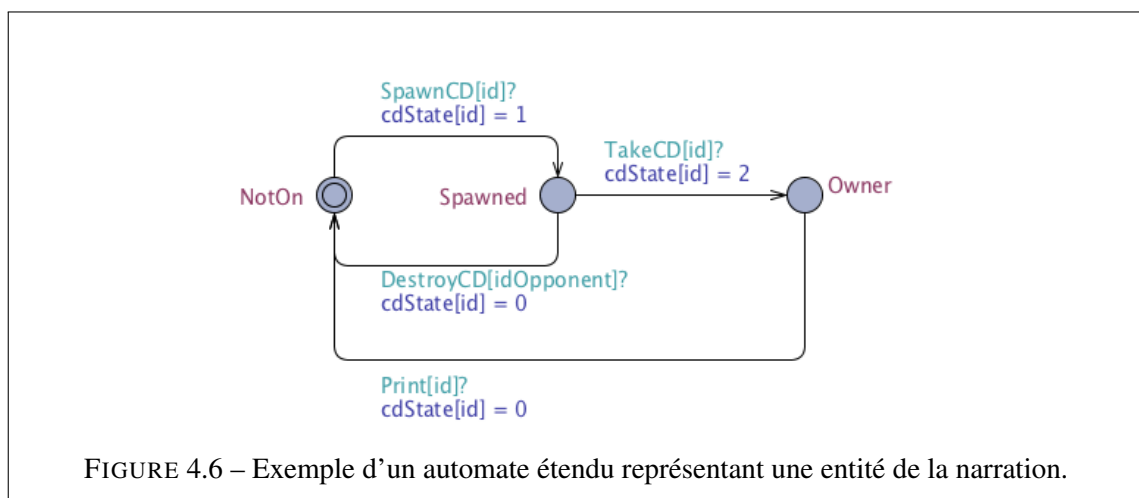 SpawnCD[id]?
cdState[id] = 1
TakeCD[id]?
cdState[id] = 2
NotOn
Spawned
Owner
DestroyCD[idOpponent]?
cdState[id] = 0
Print[id]?
cdState[id] = 0
FIGURE 4.6 – Exemple d'un automate étendu représentant une entité de la narration.